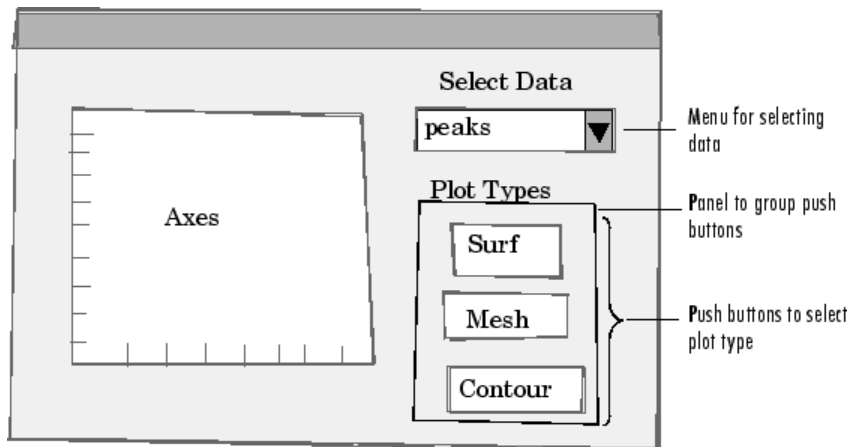 Select Data
peaks
Menu for selecting
data
Plot Types
Panel to group push
buttons
Axes
Surf
Mesh
Push buttons to select
plot type
Contour